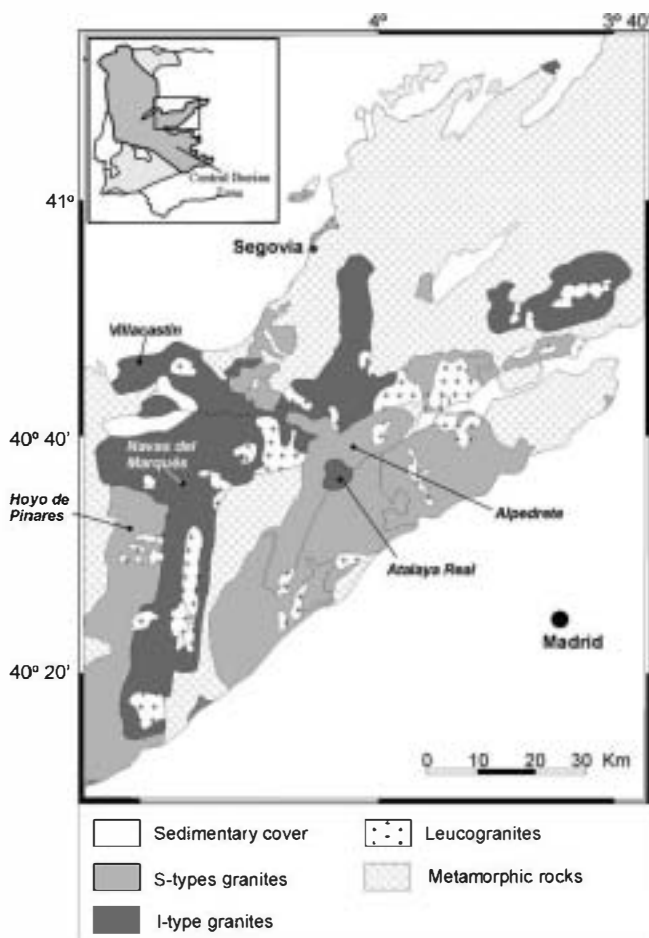 4º 3º 40'
Central Iberian
Zone
41º
Segovia
Villacastín
40º 40'
Navas del
Marqués
Hoyo de
Pinares
Alpedrete
Atalaya Real
Madrid
40º 20'
0 10 20 30 Km
Sedimentary cover
Leucogranites
S-types granites
Metamorphic rocks
I-type granites